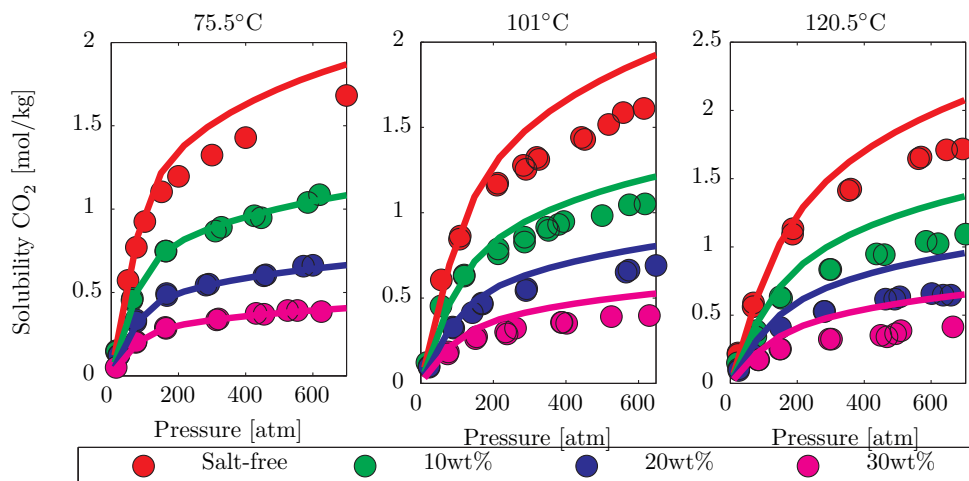 75.5°C 101°C 120.5°C
Solubility CO2 [mol/kg]
2 2 2.5
1.5 1.5 2
1 1 1.5
0.5 0.5 1
0 0 0.5
0
0 200 400 600 0 200 400 600 0 200 400 600
Pressure [atm] Pressure [atm] Pressure [atm]
Salt-free 10wt% 20wt% 30wt%